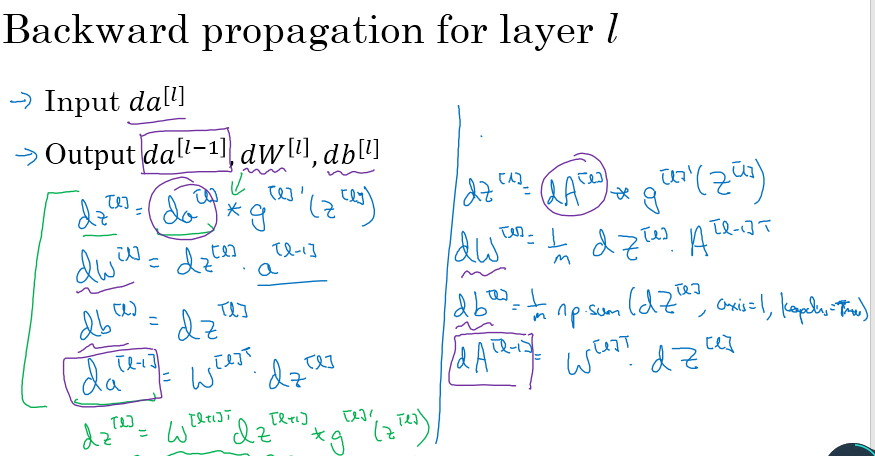 Backward propagation for layer l
→ Input da[l]
→ Output da[l−1], dW[l], db[l]
dz[l] = da[l] * g[l]'(z[l])
dW[l] = dz[l] · a[l-1]
db[l] = dz[l]
da[l-1] = W[l]T · dz[l]
dz[l] = W[l+1]T dz[l+1] * g[l]'(z[l])
dZ[l] = dA[l] * g[l]'(Z[l])
dW[l] = 1/m dZ[l] · A[l-1]T
db[l] = 1/m np.sum(dZ[l], axis=1, keepdims=True)
dA[l-1] = W[l]T · dZ[l]